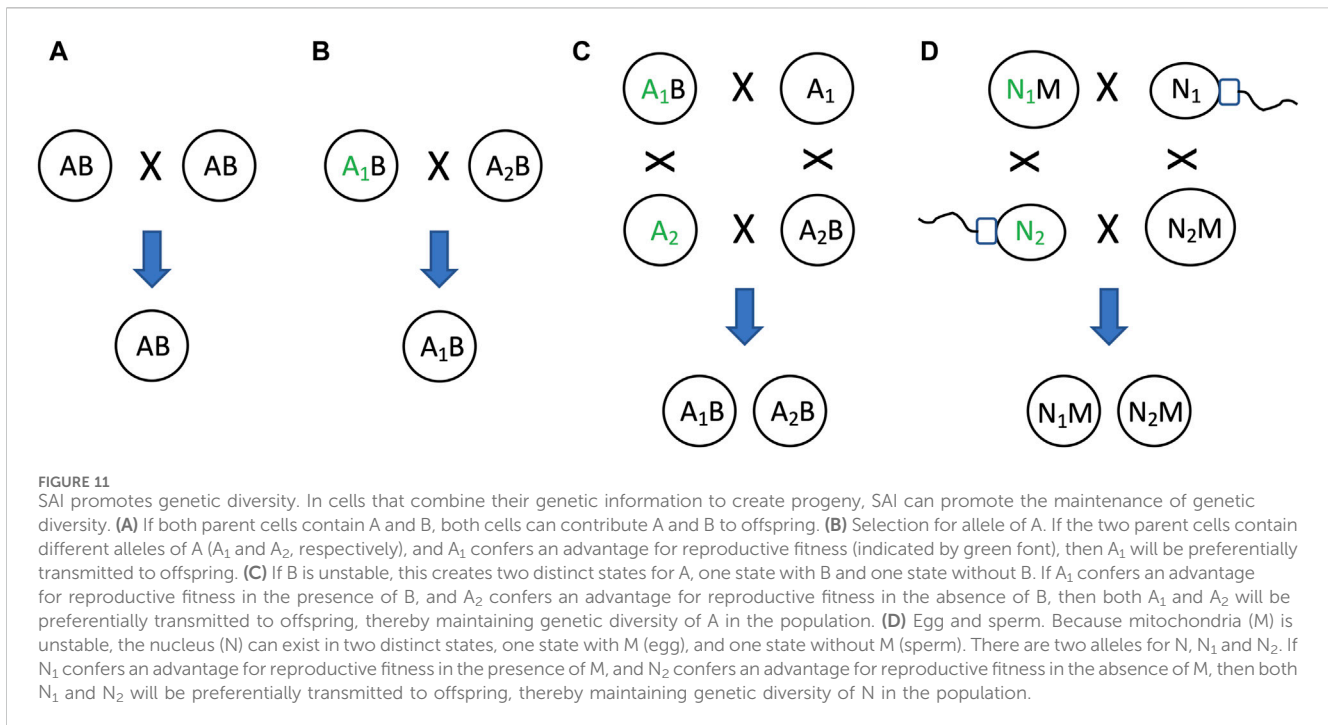 A
B
C
D
A₁B X A₁
N₁M X N₁
AB X AB
A₁B X A₂B
X X
X X
A₂ X A₂B
N₂ X N₂M
AB
A₁B
A₁B A₂B
N₁M N₂M
FIGURE 11
SAI promotes genetic diversity. In cells that combine their genetic information to create progeny, SAI can promote the maintenance of genetic
diversity. (A) If both parent cells contain A and B, both cells can contribute A and B to offspring. (B) Selection for allele of A. If the two parent cells contain
different alleles of A (A₁ and A₂, respectively), and A₁ confers an advantage for reproductive fitness (indicated by green font), then A₁ will be preferentially
transmitted to offspring. (C) If B is unstable, this creates two distinct states for A, one state with B and one state without B. If A₁ confers an advantage
for reproductive fitness in the presence of B, and A₂ confers an advantage for reproductive fitness in the absence of B, then both A₁ and A₂ will be
preferentially transmitted to offspring, thereby maintaining genetic diversity of A in the population. (D) Egg and sperm. Because mitochondria (M) is
unstable, the nucleus (N) can exist in two distinct states, one state with M (egg), and one state without M (sperm). There are two alleles for N, N₁ and N₂. If
N₁ confers an advantage for reproductive fitness in the presence of M, and N₂ confers an advantage for reproductive fitness in the absence of M, then both
N₁ and N₂ will be preferentially transmitted to offspring, thereby maintaining genetic diversity of N in the population.